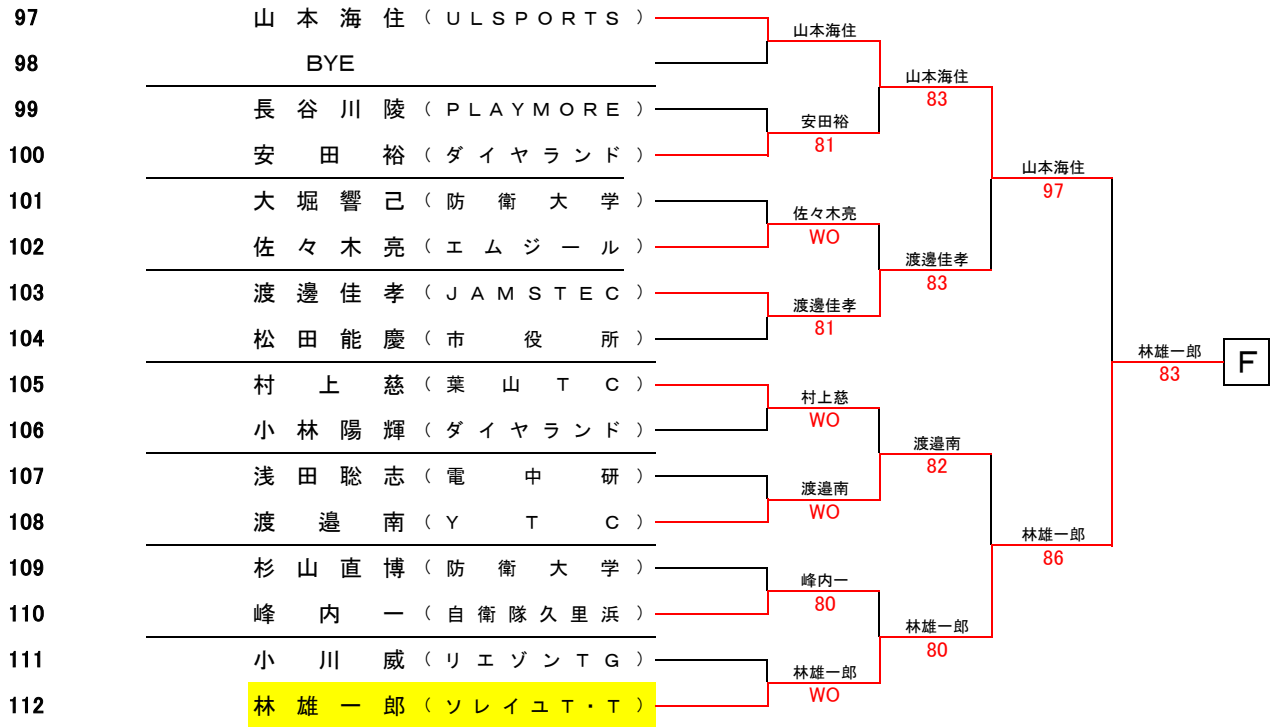 97 山本海住（ULSPORTS）
98 BYE
99 長谷川陵（PLAYMORE）
100 安田裕（ダイヤランド）
101 大堀響己（防衛大学）
102 佐々木亮（エムジール）
103 渡邊佳孝（JAMSTEC）
104 松田能慶（市役所）
105 村上慈（葉山TC）
106 小林陽輝（ダイヤランド）
107 浅田聡志（電中研）
108 渡邉南（YTC）
109 杉山直博（防衛大学）
110 峰内一（自衛隊久里浜）
111 小川威（リエゾンTG）
112 林雄一郎（ソレイユT・T）
山本海住
安田裕
81
佐々木亮
WO
渡邊佳孝
81
村上慈
WO
渡邉南
WO
峰内一
80
林雄一郎
WO
山本海住
83
渡邊佳孝
83
渡邉南
82
林雄一郎
80
山本海住
97
林雄一郎
86
林雄一郎
83
F